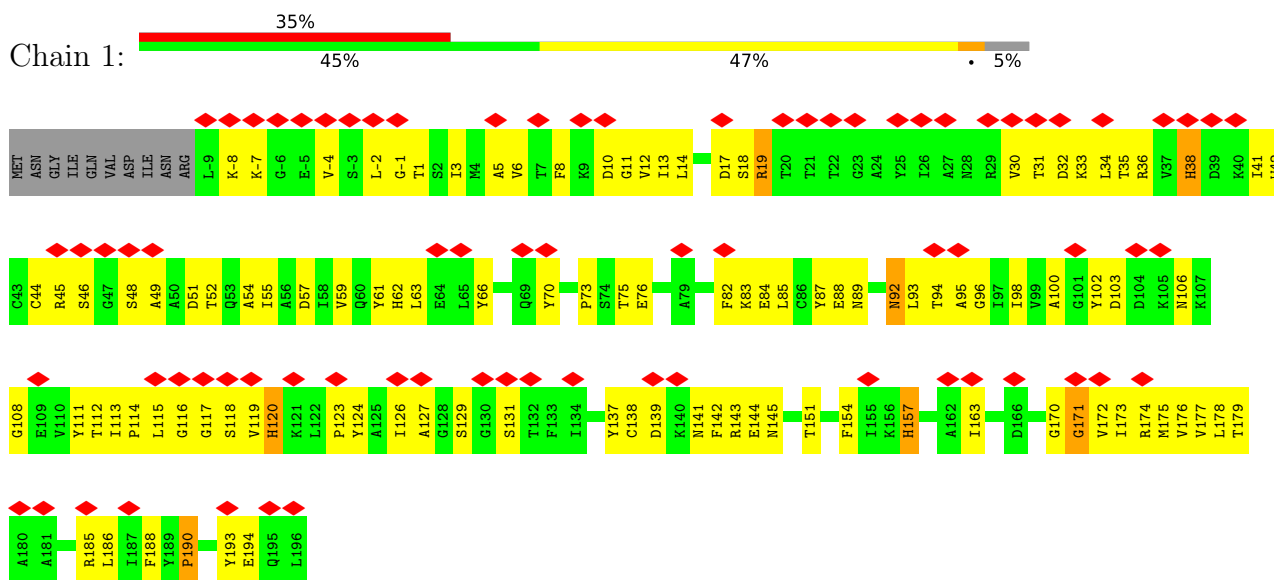 35%
Chain 1:
45% 47% • 5%
MET ASN GLY ILE GLN VAL ASP ILE ASN ARG L-9 K-8 K-7 G-6 E-5 V-4 S-3 L-2 G-1 T1 S2 I3 M4 A5 V6 T7 F8 K9 D10 G11 V12 I13 L14 D17 S18 R19 T20 T21 T22 G23 A24 Y25 I26 A27 N28 R29 V30 T31 D32 K33 L34 T35 R36 V37 H38 D39 K40 I41
C43 C44 R45 S46 G47 S48 A49 A50 D51 T52 Q53 A54 I55 A56 D57 I58 V59 Q60 Y61 H62 L63 E64 L65 Y66 Q69 Y70 P73 S74 T75 E76 A79 F82 K83 E84 L85 C86 Y87 E88 N89 N92 L93 T94 A95 G96 I97 I98 V99 A100 G101 Y102 D103 D104 K105 N106 K107
G108 E109 V110 Y111 T112 I113 P114 L115 G116 G117 S118 V119 H120 K121 L122 P123 Y124 A125 I126 A127 G128 S129 G130 S131 T132 F133 I134 Y137 C138 D139 K140 N141 F142 R143 E144 N145 T151 F154 I155 K156 H157 A162 I163 D166 G170 G171 V172 I173 R174 M175 V176 V177 L178 T179
A180 A181 R185 L186 I187 F188 Y189 P190 Y193 E194 Q195 L196